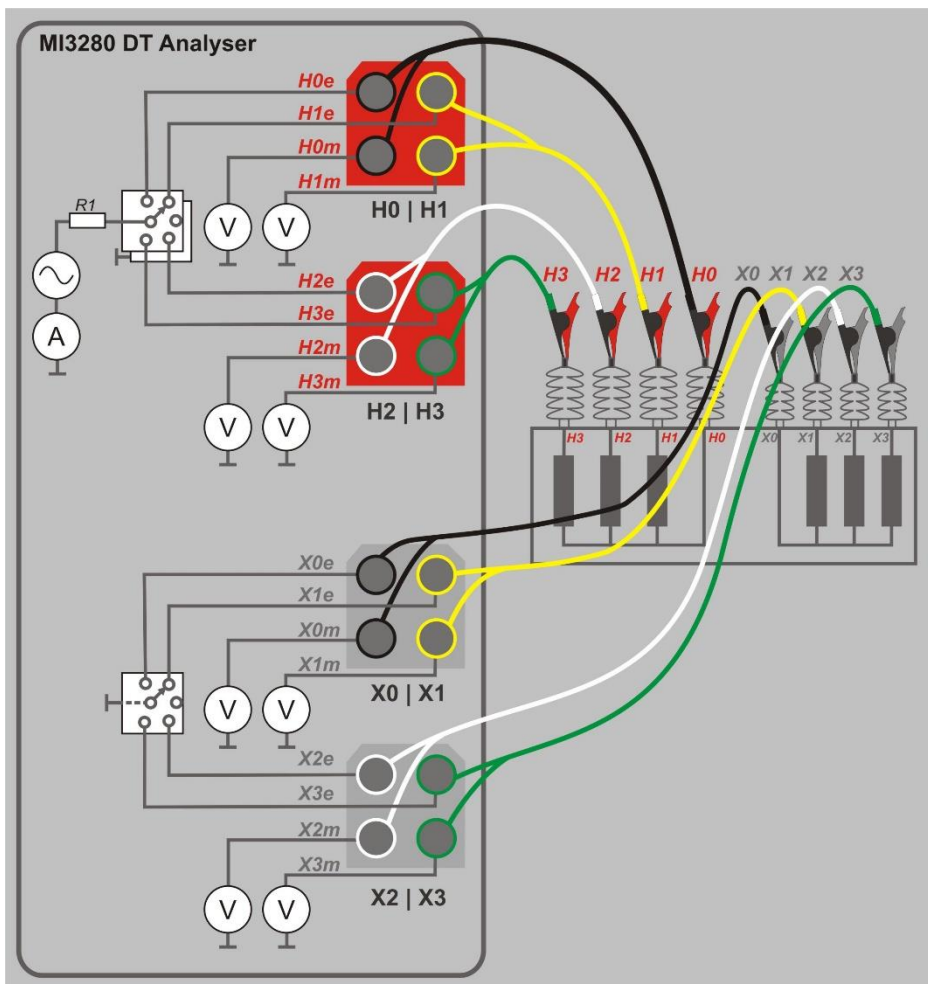 MI3280 DT Analyser
H0e
H1e
H0m
H1m
R1
V V
H0 | H1
A
H2e
H3e
H2m
H3m
V V
H2 | H3
H3 H2 H1 H0 X0 X1 X2 X3
H3 H2 H1 H0 X0 X1 X2 X3
X0e
X1e
X0m
X1m
V V
X0 | X1
X2e
X3e
X2m
X3m
V V
X2 | X3